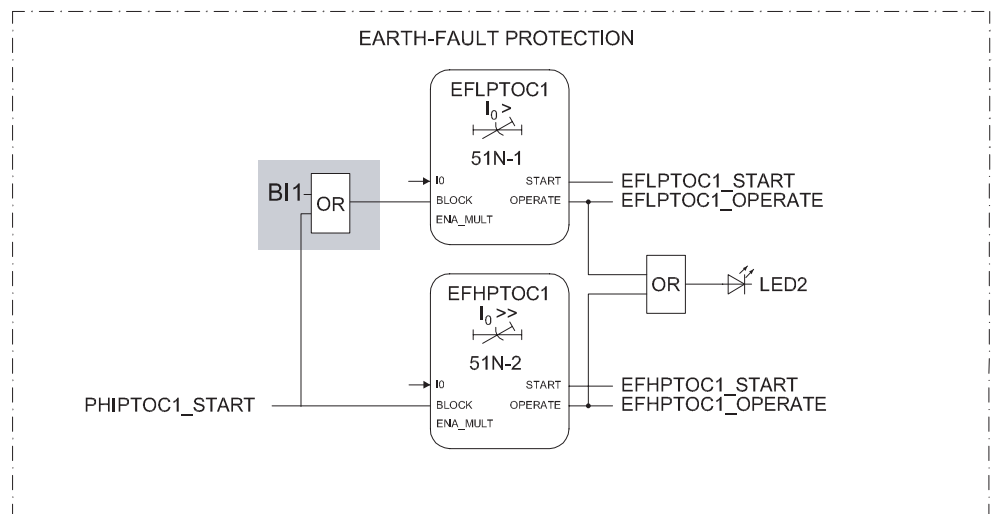 EARTH-FAULT PROTECTION
EFLPTOC1
I0 >
51N-1
BI1
OR
I0
START
EFLPTOC1_START
BLOCK
OPERATE
EFLPTOC1_OPERATE
ENA_MULT
EFHPTOC1
I0 >>
51N-2
OR
LED2
I0
START
EFHPTOC1_START
PHIPTOC1_START
BLOCK
OPERATE
EFHPTOC1_OPERATE
ENA_MULT